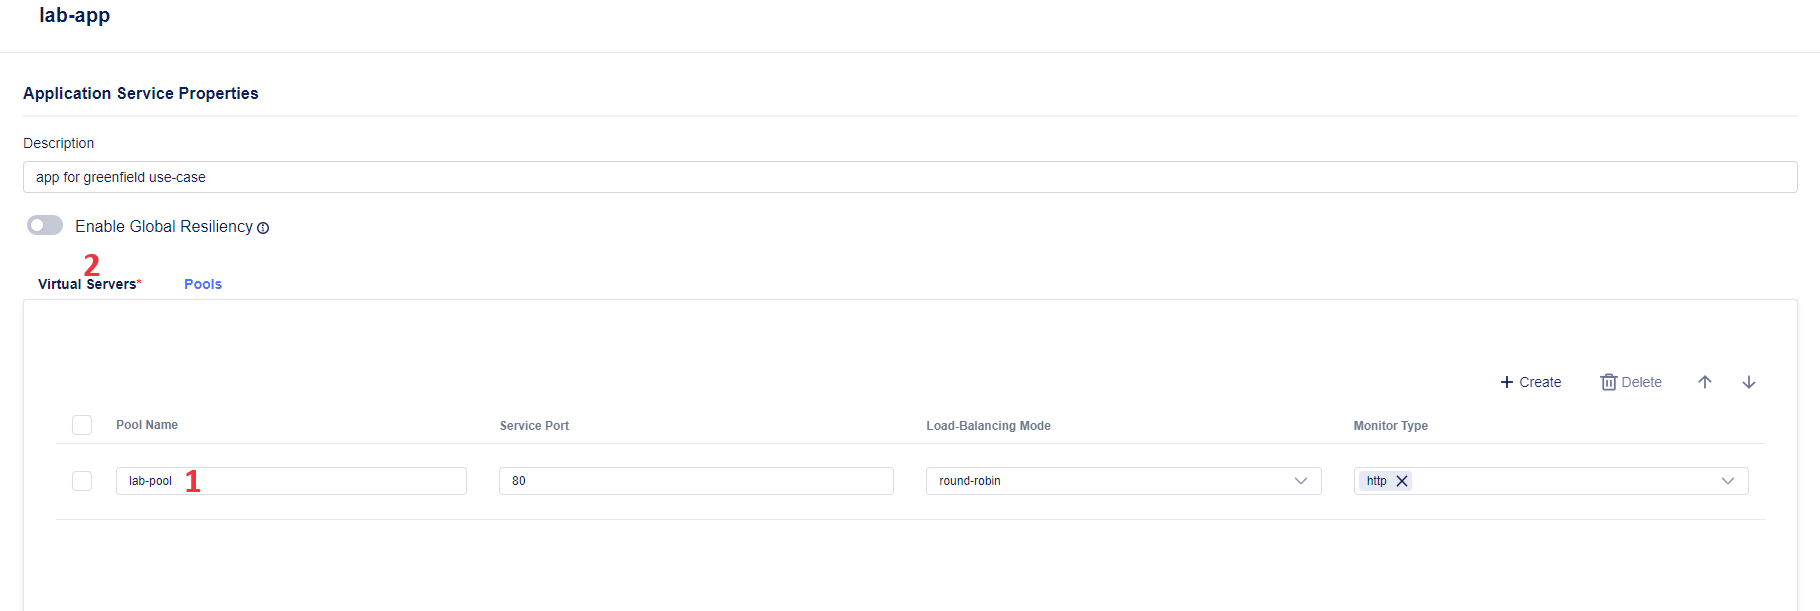 lab-app
Application Service Properties
Description
app for greenfield use-case
Enable Global Resiliency
2
Virtual Servers* Pools
Create Delete
Pool Name Service Port Load-Balancing Mode Monitor Type
lab-pool 1 80 round-robin http